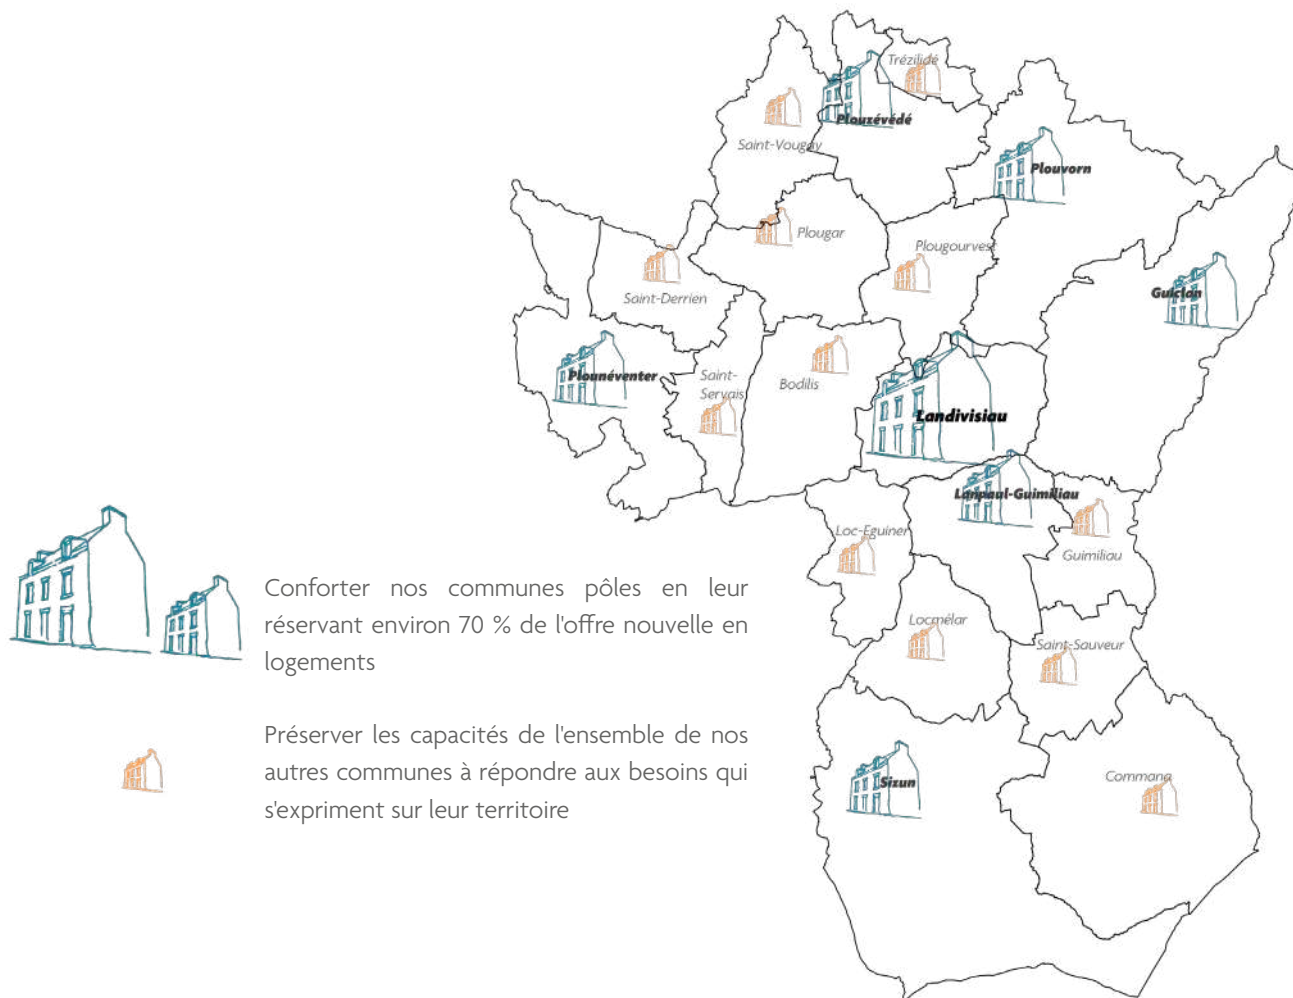 Trézilidé
Plouzévédé
Saint-Vougay
Plouvorn
Plougar
Plougourvest
Saint-Derrien
Guiclan
Plounéventer
Saint-
Servais
Bodilis
Landivisiau
Lanpaul-Guimiliau
Loc-Eguiner
Guimiliau
Locmélar
Saint-Sauveur
Sizun
Commana
Conforter nos communes pôles en leur
réservant environ 70 % de l'offre nouvelle en
logements
Préserver les capacités de l'ensemble de nos
autres communes à répondre aux besoins qui
s'expriment sur leur territoire